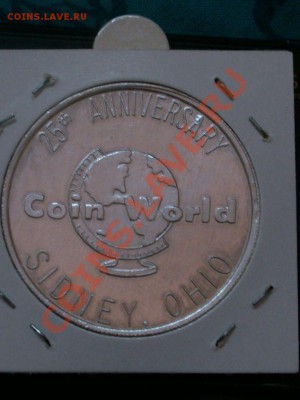 COINS.LAVE.RU
25th ANNIVERSARY
Coin World
SIDNEY, OHIO
COINS.LAVE.RU